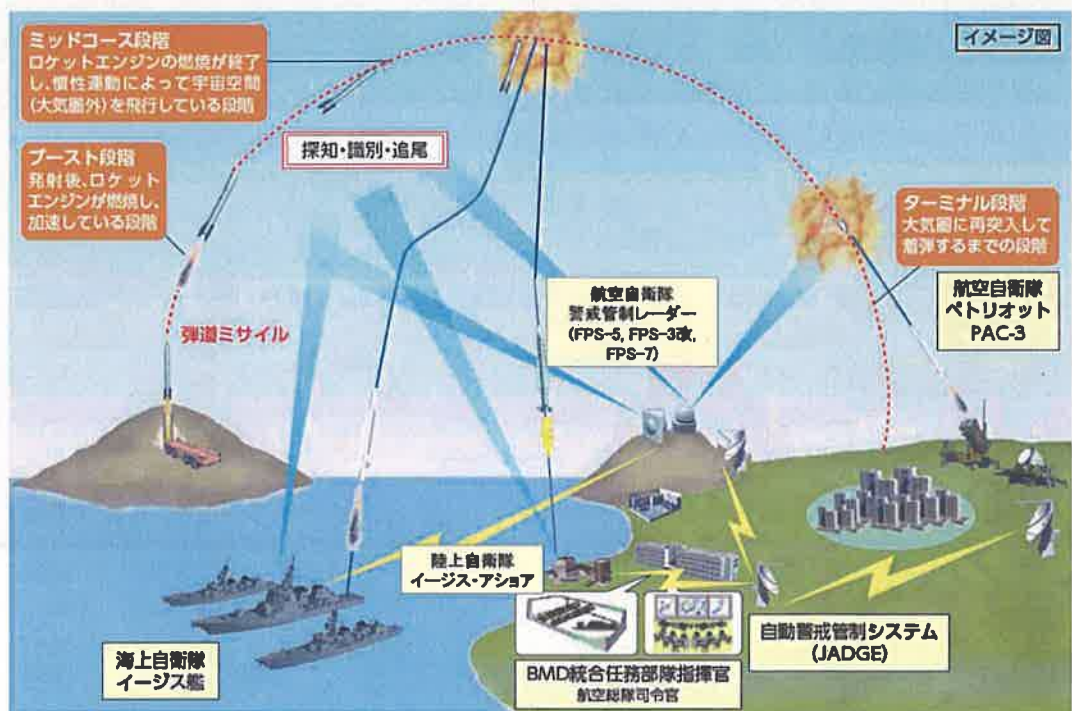 イメージ図
ミッドコース段階
ロケットエンジンの燃焼が終了
し、慣性運動によって宇宙空間
(大気圏外)を飛行している段階
探知・識別・追尾
ブースト段階
発射後、ロケット
エンジンが燃焼し、
加速している段階
ターミナル段階
大気圏に再突入して
着弾するまでの段階
航空自衛隊
警戒管制レーダー
(FPS-5, FPS-3改,
FPS-7)
航空自衛隊
ペトリオット
PAC-3
弾道ミサイル
陸上自衛隊
イージス・アショア
海上自衛隊
イージス艦
自動警戒管制システム
(JADGE)
BMD統合任務部隊指揮官
航空総隊司令官